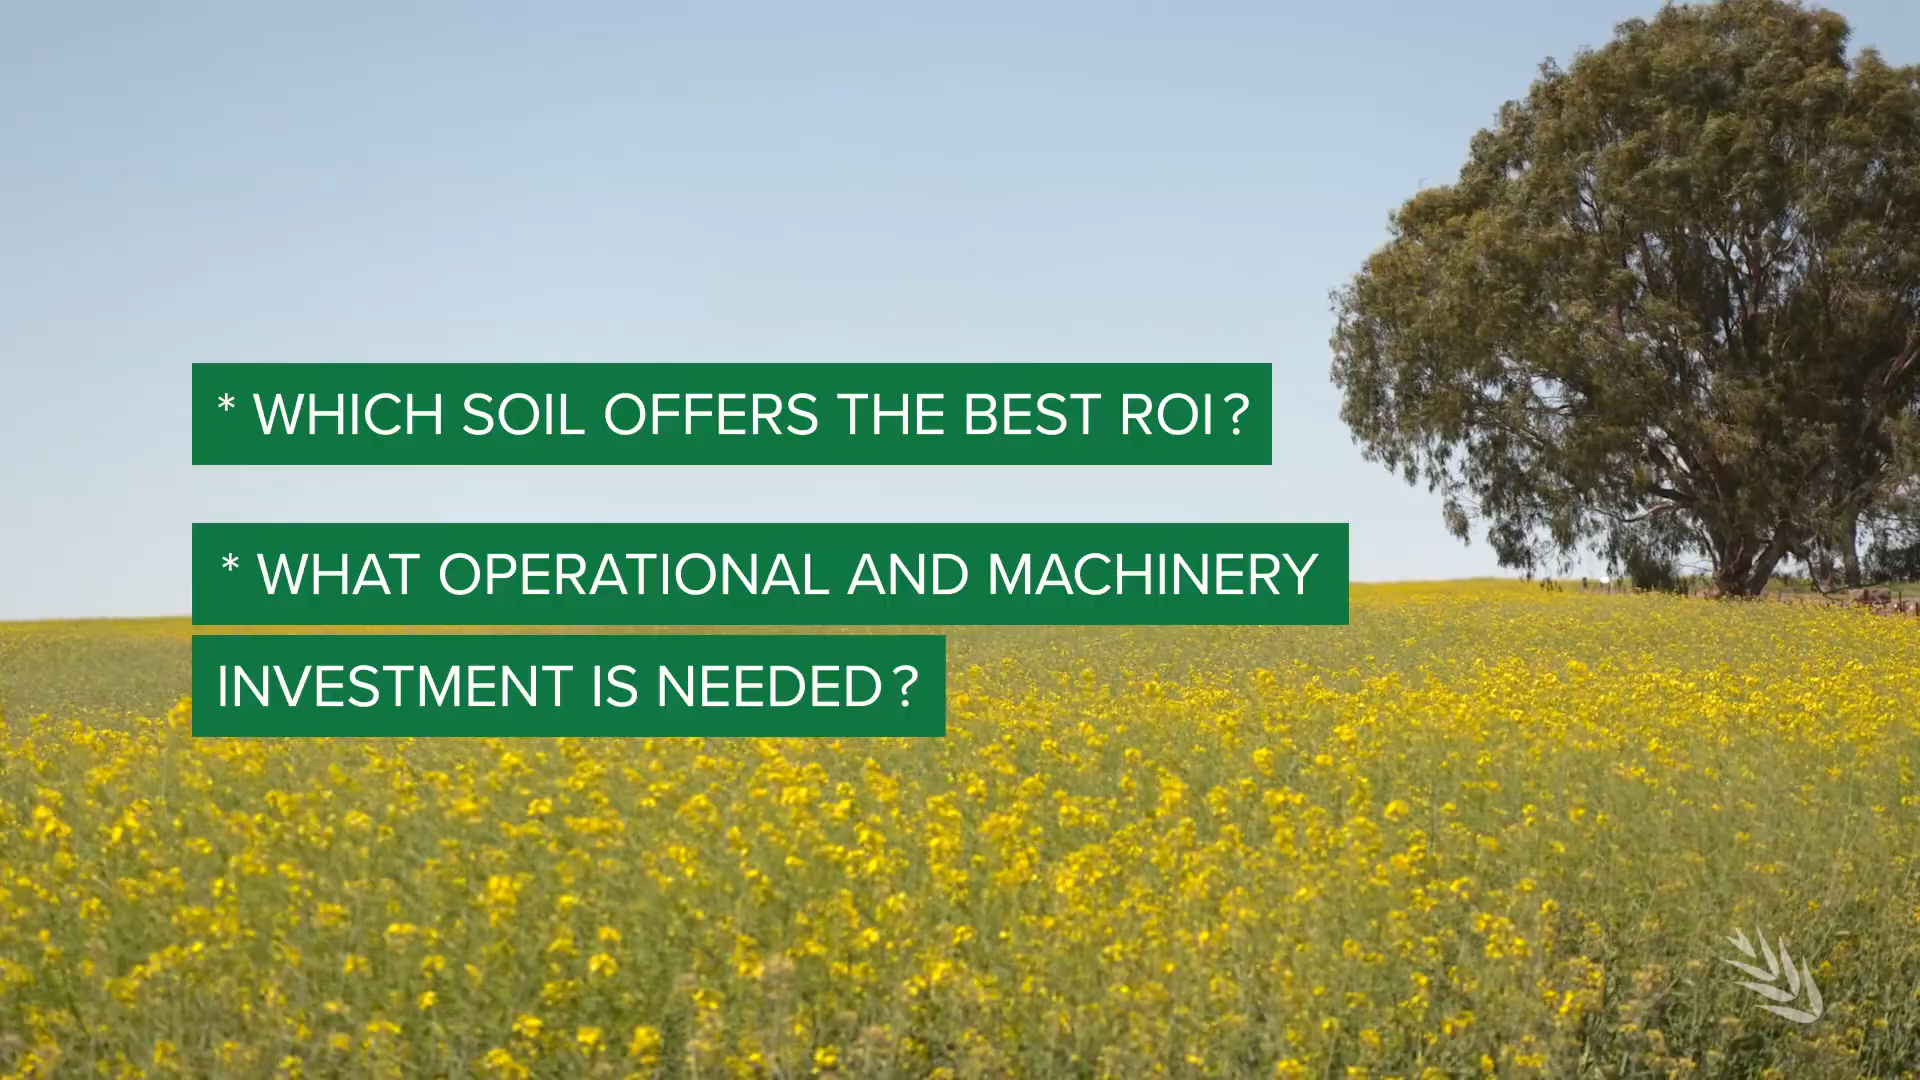 * WHICH SOIL OFFERS THE BEST ROI?
* WHAT OPERATIONAL AND MACHINERY
INVESTMENT IS NEEDED?